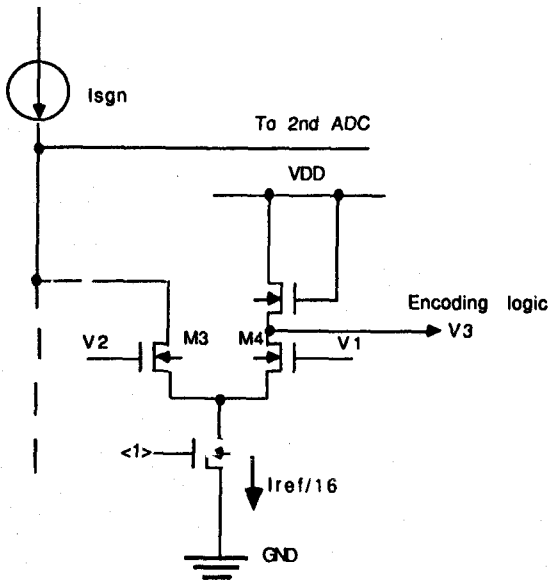 Isgn
To 2nd ADC
VDD
Encoding logic
V3
V2
M3
M4
V1
<1>
Iref/16
GND